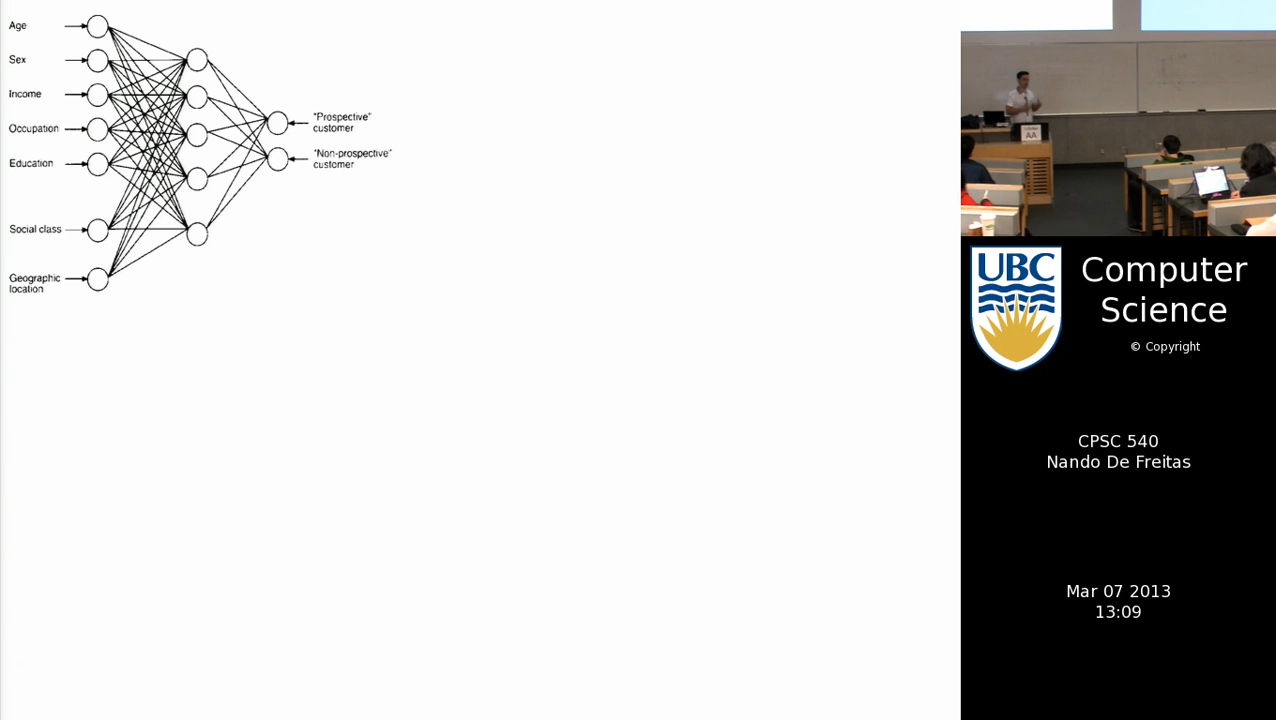 Age
Sex
Income
Occupation
Education
Social class
Geographic
location
"Prospective"
customer
"Non-prospective"
customer
AA
UBC
Computer
Science
© Copyright
CPSC 540
Nando De Freitas
Mar 07 2013
13:09